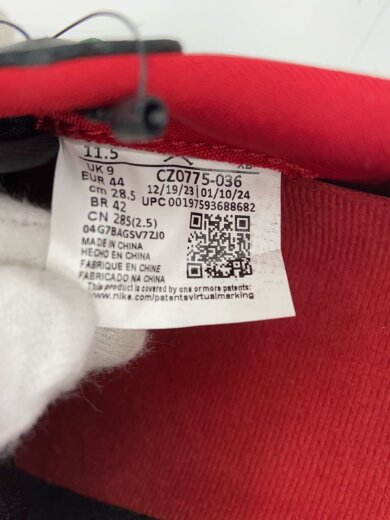 11.5 XB
UK 9 CZ0775-036
EUR 44
cm 28.5 12/19/23 01/10/24
BR 42 UPC 00197593688682
CN 285(2.5)
04G7BAGSV7ZJ0
MADE IN CHINA
HECHO EN CHINA
FABRIQUE EN CHINE
FABRICADO NA CHINA
This product is covered by one or more patents:
www.nike.com/patentsvirtualmarking